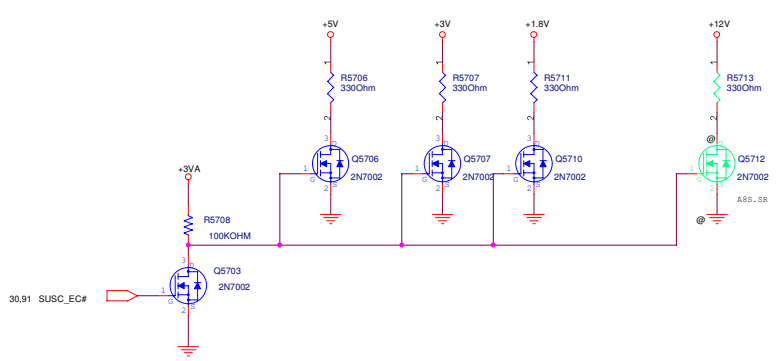 +5V
+3V
+1.8V
+12V
1
1
1
1
R5706
330Ohm
R5707
330Ohm
R5711
330Ohm
R5713
330Ohm
2
2
2
2
@
3
D
3
D
3
D
3
D
Q5706
2N7002
Q5707
2N7002
Q5710
2N7002
Q5712
2N7002
1
G
1
G
1
G
1
G
2
S
2
S
2
S
2
S
A8S.SR
@
+3VA
R5708
100KOHM
3
D
Q5703
2N7002
1
G
2
S
30,91 SUSC_EC#